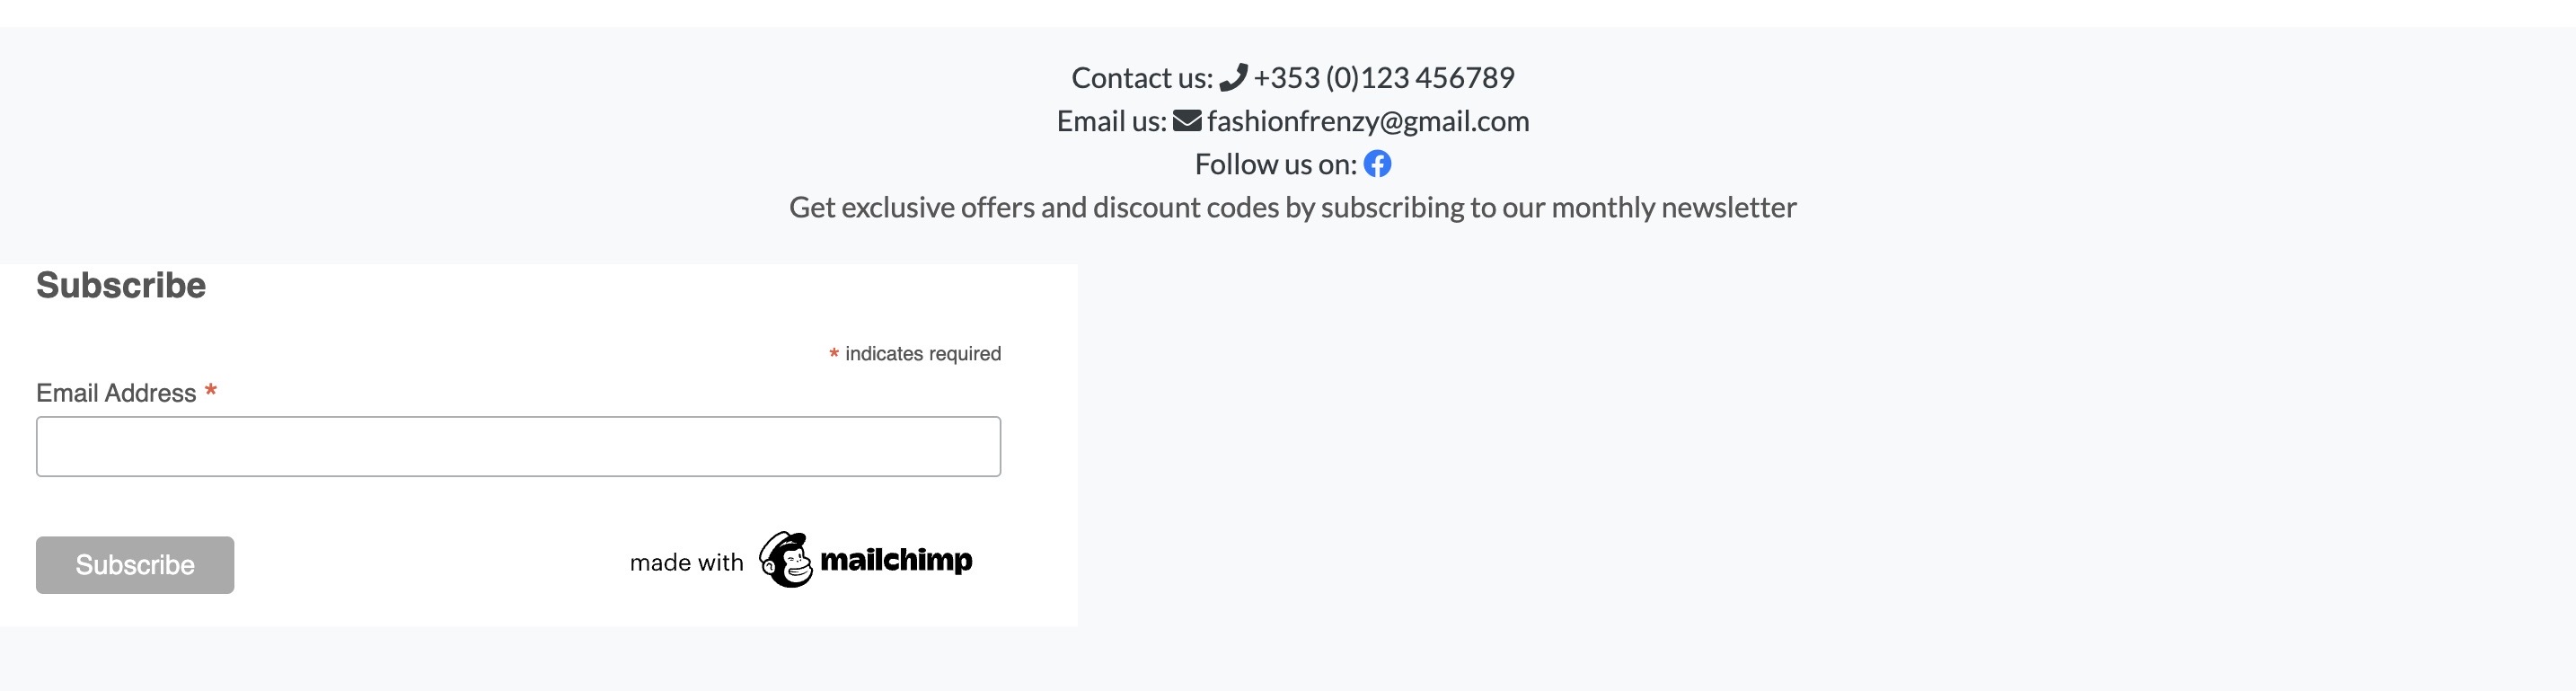 Contact us: +353 (0)123 456789
Email us: fashionfrenzy@gmail.com
Follow us on:
Get exclusive offers and discount codes by subscribing to our monthly newsletter
Subscribe
* indicates required
Email Address *
Subscribe
made with mailchimp